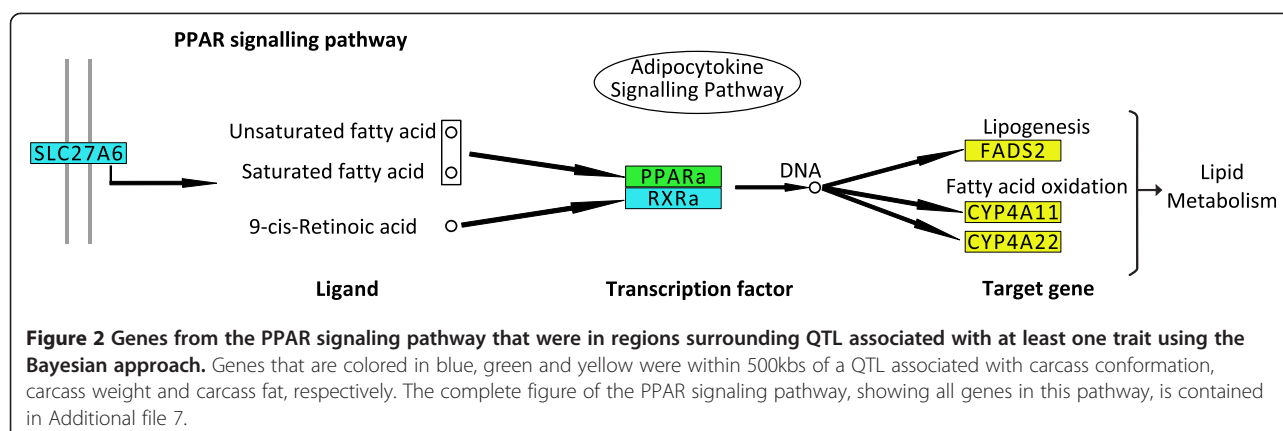 PPAR signalling pathway
Adipocytokine
Signalling Pathway
SLC27A6
Unsaturated fatty acid
Saturated fatty acid
9-cis-Retinoic acid
Ligand
PPARa
RXRa
Transcription factor
DNA
Lipogenesis
FADS2
Fatty acid oxidation
CYP4A11
CYP4A22
Target gene
Lipid
Metabolism
Figure 2 Genes from the PPAR signaling pathway that were in regions surrounding QTL associated with at least one trait using the
Bayesian approach. Genes that are colored in blue, green and yellow were within 500kbs of a QTL associated with carcass conformation,
carcass weight and carcass fat, respectively. The complete figure of the PPAR signaling pathway, showing all genes in this pathway, is contained
in Additional file 7.